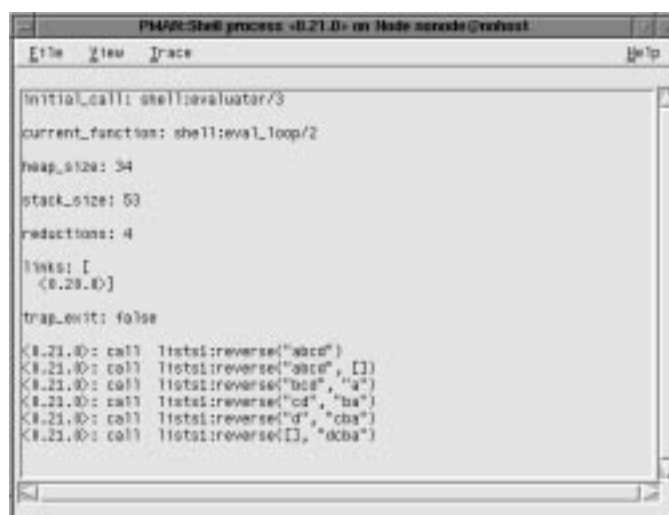 PMAN:Shell process <0.21.0> on Node nonode@nohost
File View Trace Help
initial_call: shell:evaluator/3
current_function: shell:eval_loop/2
heap_size: 34
stack_size: 53
reductions: 4
links: [
<0.20.0>]
trap_exit: false
<0.21.0>: call lists1:reverse("abcd")
<0.21.0>: call lists1:reverse("abcd", [])
<0.21.0>: call lists1:reverse("bcd", "a")
<0.21.0>: call lists1:reverse("cd", "ba")
<0.21.0>: call lists1:reverse("d", "cba")
<0.21.0>: call lists1:reverse([], "dcba")